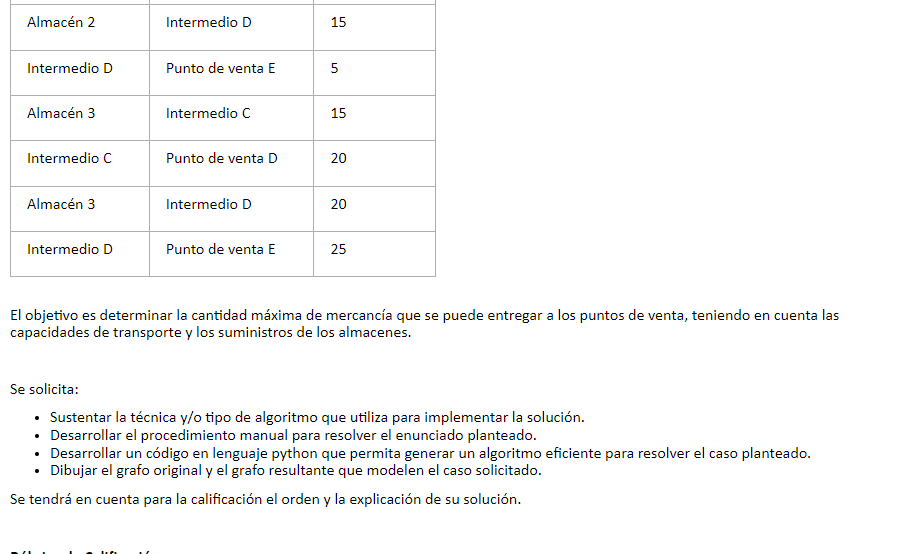 Almacén 2 Intermedio D 15
Intermedio D Punto de venta E 5
Almacén 3 Intermedio C 15
Intermedio C Punto de venta D 20
Almacén 3 Intermedio D 20
Intermedio D Punto de venta E 25
El objetivo es determinar la cantidad máxima de mercancía que se puede entregar a los puntos de venta, teniendo en cuenta las
capacidades de transporte y los suministros de los almacenes.
Se solicita:
• Sustentar la técnica y/o tipo de algoritmo que utiliza para implementar la solución.
• Desarrollar el procedimiento manual para resolver el enunciado planteado.
• Desarrollar un código en lenguaje python que permita generar un algoritmo eficiente para resolver el caso planteado.
• Dibujar el grafo original y el grafo resultante que modelen el caso solicitado.
Se tendrá en cuenta para la calificación el orden y la explicación de su solución.